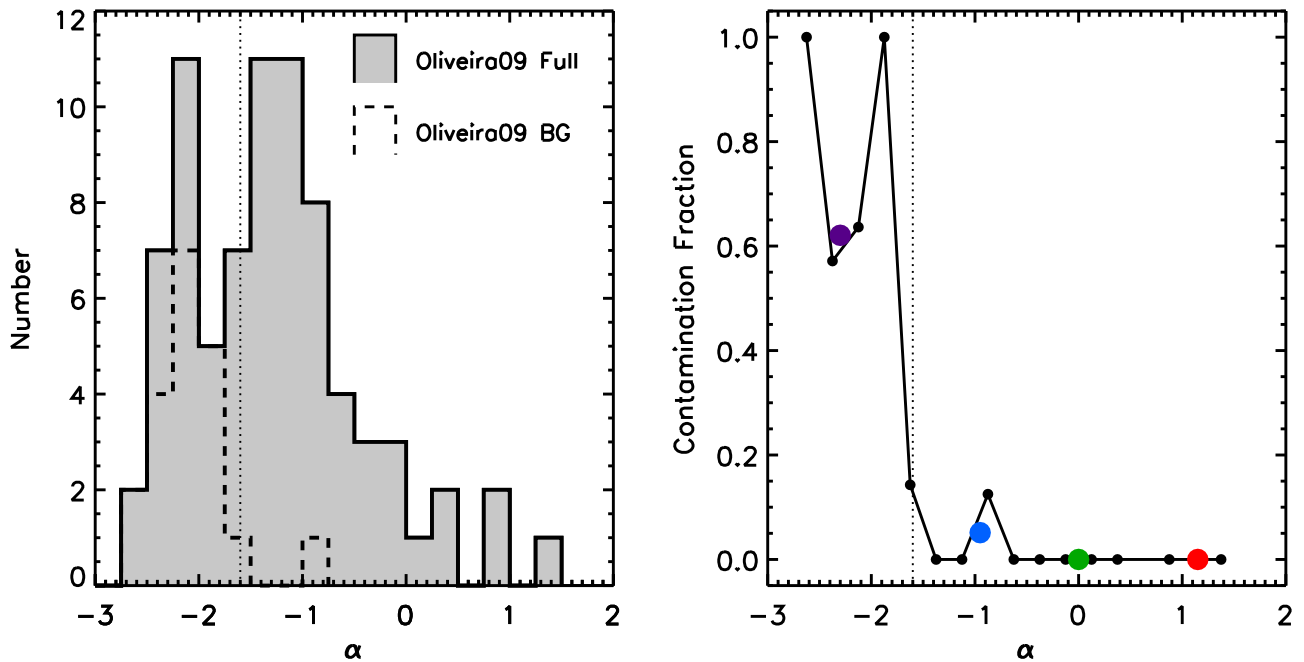 12
10
8
6
4
2
0
Number
Oliveira09 Full
Oliveira09 BG
−3 −2 −1 0 1 2
α
1.0
0.8
0.6
0.4
0.2
0.0
Contamination Fraction
−3 −2 −1 0 1 2
α